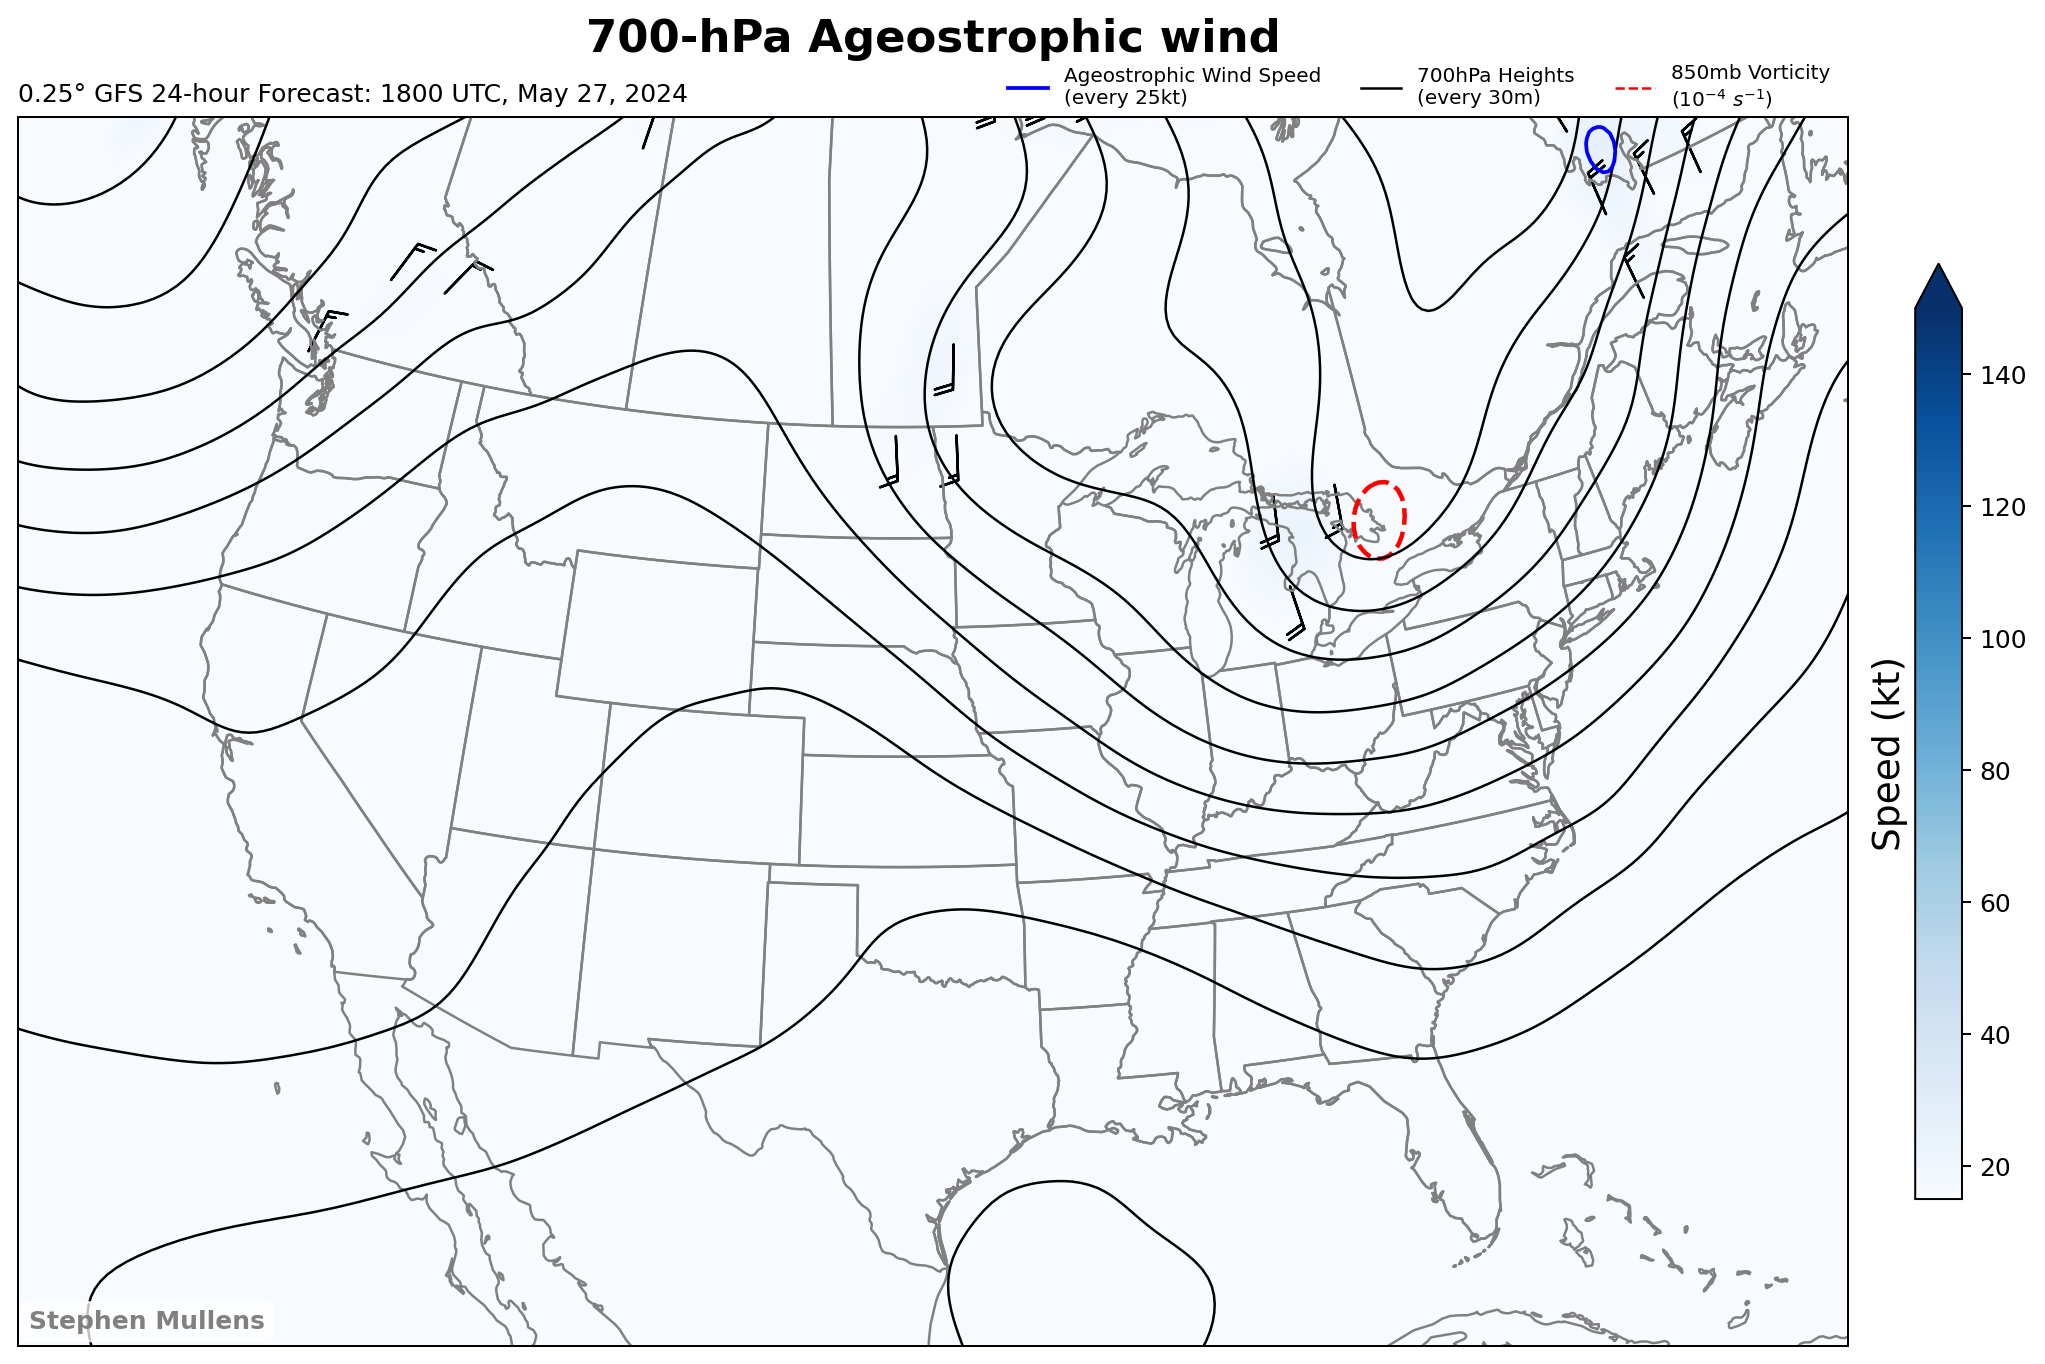 700-hPa Ageostrophic wind
0.25° GFS 24-hour Forecast: 1800 UTC, May 27, 2024
Ageostrophic Wind Speed
(every 25kt)
700hPa Heights
(every 30m)
850mb Vorticity
(10⁻⁴ s⁻¹)
140
120
100
80
60
40
20
Speed (kt)
Stephen Mullens